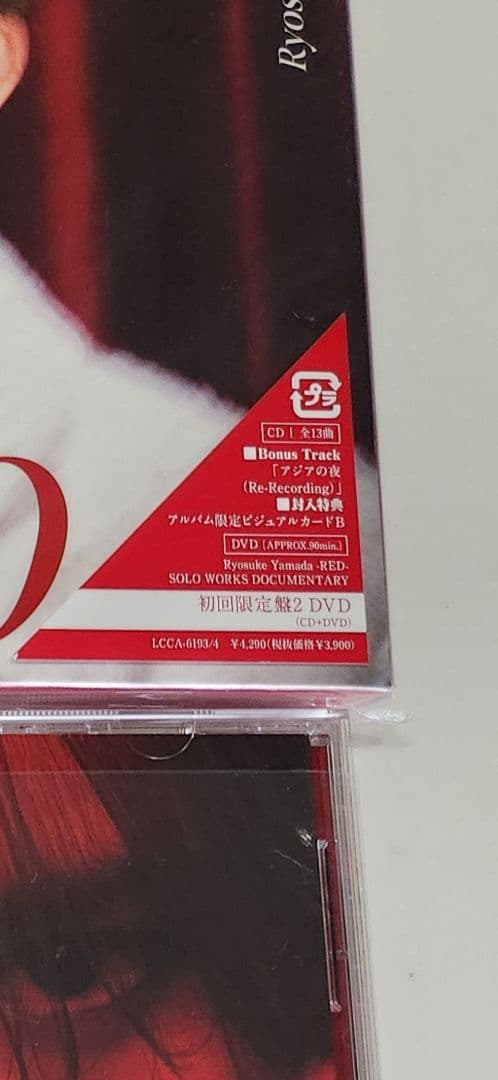 Ryos
プラ
CD | 全13曲
■Bonus Track
「アジアの夜
(Re-Recording)」
■封入特典
アルバム限定ビジュアルカードB
DVD [APPROX.90min.]
Ryosuke Yamada -RED-
SOLO WORKS DOCUMENTARY
初回限定盤2 DVD
(CD+DVD)
LCCA-6193/4 ¥4,290(税抜価格¥3,900)